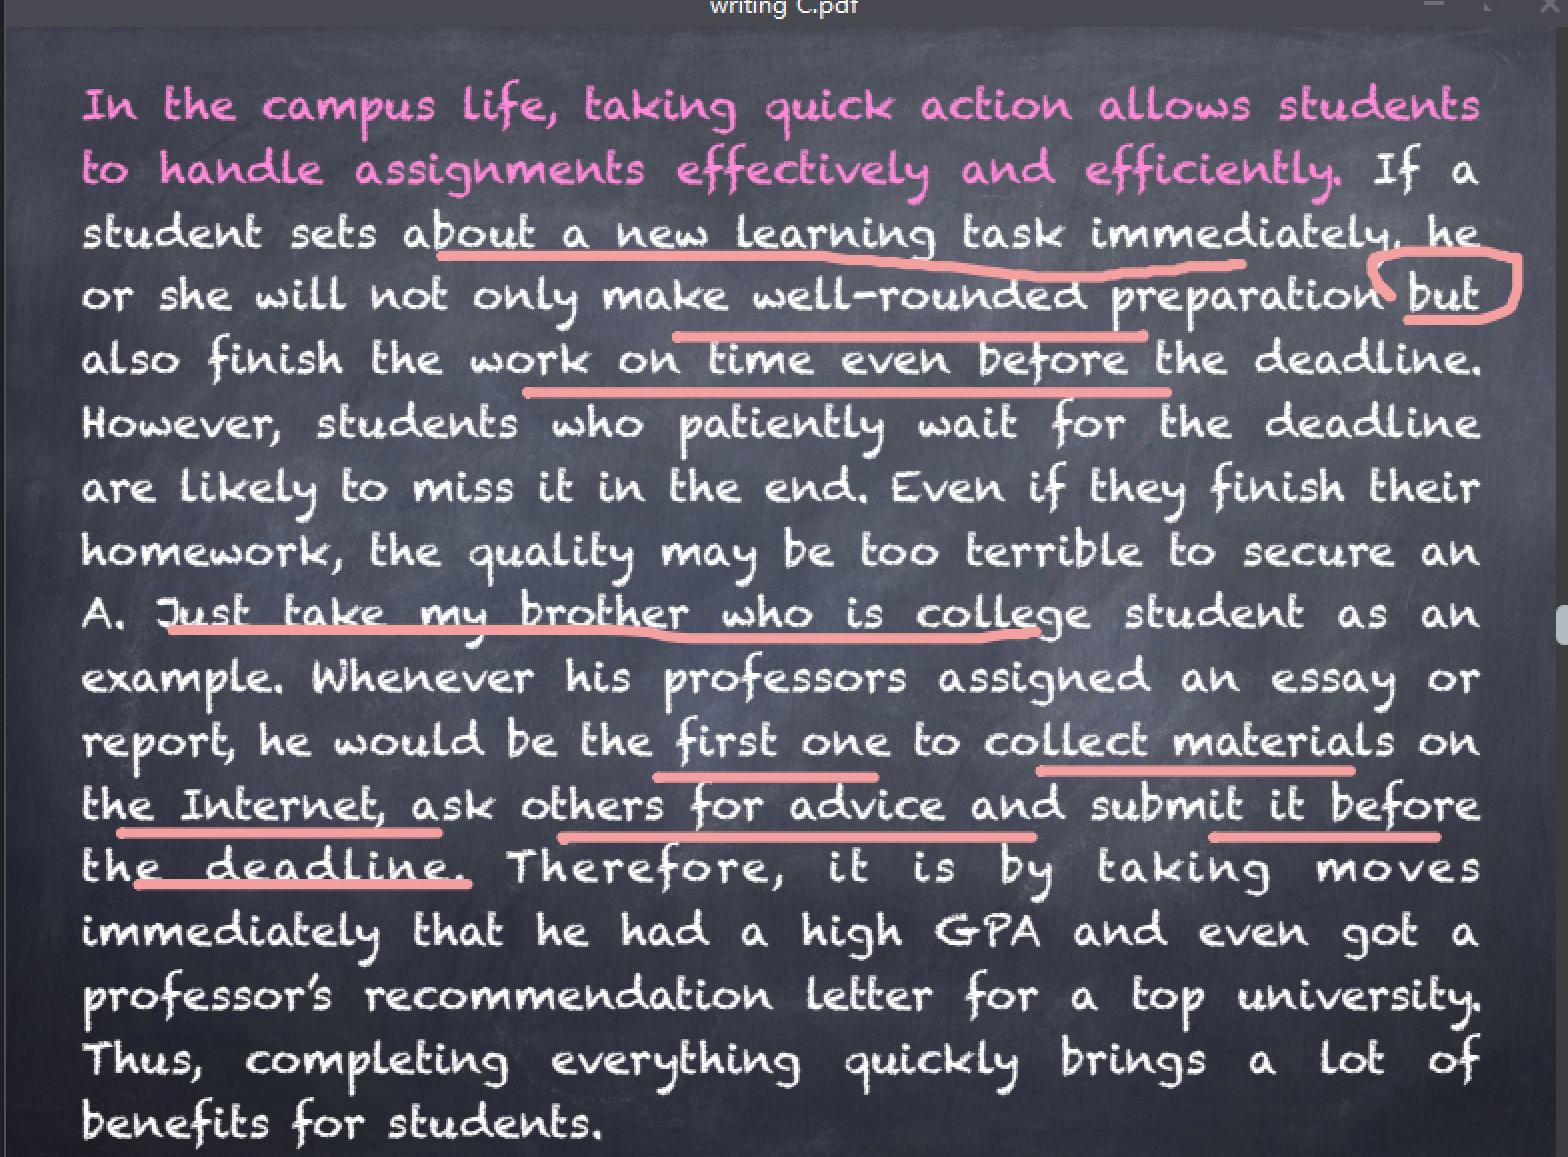 writing C.pdf
In the campus life, taking quick action allows students
to handle assignments effectively and efficiently. If a
student sets about a new learning task immediately, he
or she will not only make well-rounded preparation but
also finish the work on time even before the deadline.
However, students who patiently wait for the deadline
are likely to miss it in the end. Even if they finish their
homework, the quality may be too terrible to secure an
A. Just take my brother who is college student as an
example. Whenever his professors assigned an essay or
report, he would be the first one to collect materials on
the Internet, ask others for advice and submit it before
the deadline. Therefore, it is by taking moves
immediately that he had a high GPA and even got a
professor's recommendation letter for a top university.
Thus, completing everything quickly brings a lot of
benefits for students.